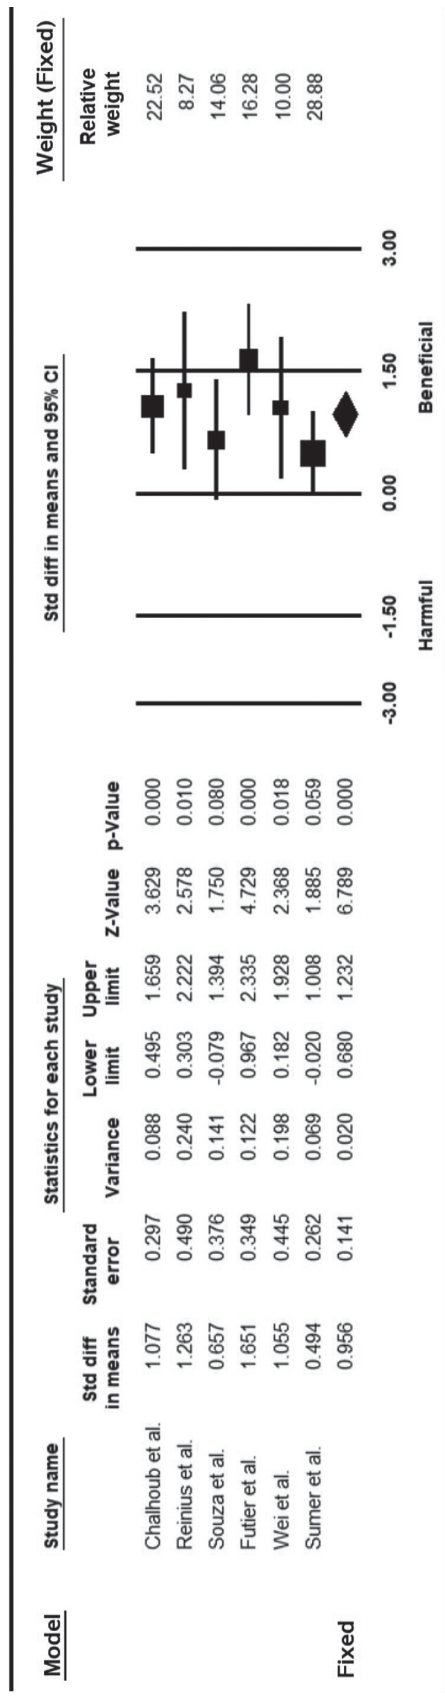 Model Study name Statistics for each study Std diff in means and 95% CI Weight (Fixed)
Std diff in means Standard error Variance Lower limit Upper limit Z-Value p-Value Relative weight
Chalhoub et al. 1.077 0.297 0.088 0.495 1.659 3.629 0.000 22.52
Reinius et al. 1.263 0.490 0.240 0.303 2.222 2.578 0.010 8.27
Souza et al. 0.657 0.376 0.141 -0.079 1.394 1.750 0.080 14.06
Futier et al. 1.651 0.349 0.122 0.967 2.335 4.729 0.000 16.28
Wei et al. 1.055 0.445 0.198 0.182 1.928 2.368 0.018 10.00
Sumer et al. 0.494 0.262 0.069 -0.020 1.008 1.885 0.059 28.88
Fixed 0.956 0.141 0.020 0.680 1.232 6.789 0.000
-3.00 -1.50 0.00 1.50 3.00
Harmful Beneficial